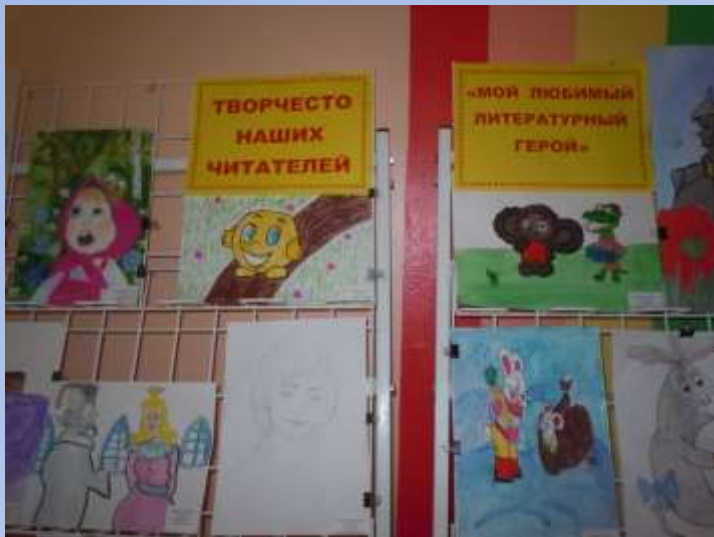 ТВОРЧЕСТО
НАШИХ
ЧИТАТЕЛЕЙ
«МОЙ ЛЮБИМЫЙ
ЛИТЕРАТУРНЫЙ
ГЕРОЙ»